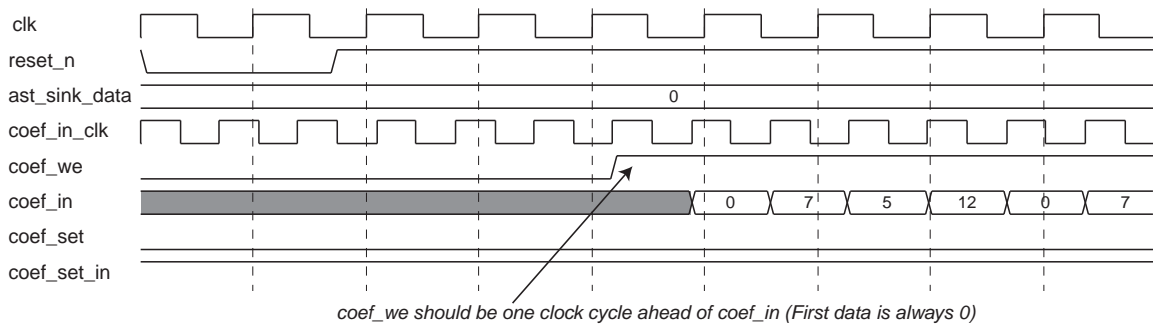 clk
reset_n
ast_sink_data 0
coef_in_clk
coef_we
coef_in 0 7 5 12 0 7
coef_set
coef_set_in
coef_we should be one clock cycle ahead of coef_in (First data is always 0)